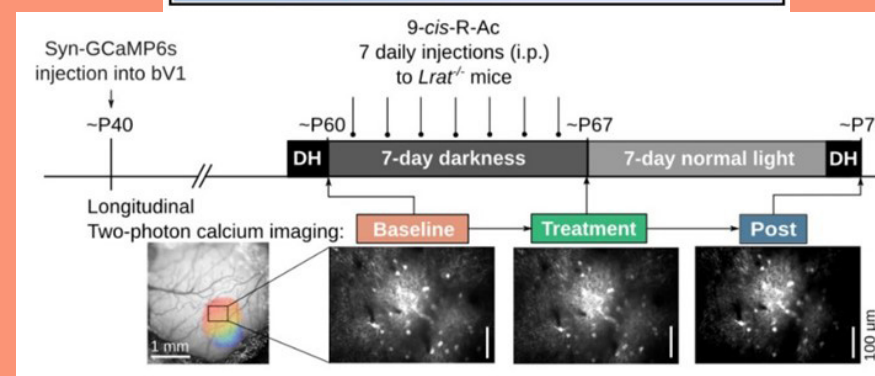 9-cis-R-Ac
7 daily injections (i.p.)
to Lrat-/- mice
Syn-GCaMP6s
injection into bV1
~P40
~P60
~P67
~P7
DH
7-day darkness
7-day normal light
DH
Longitudinal
Two-photon calcium imaging:
Baseline
Treatment
Post
1 mm
100 µm